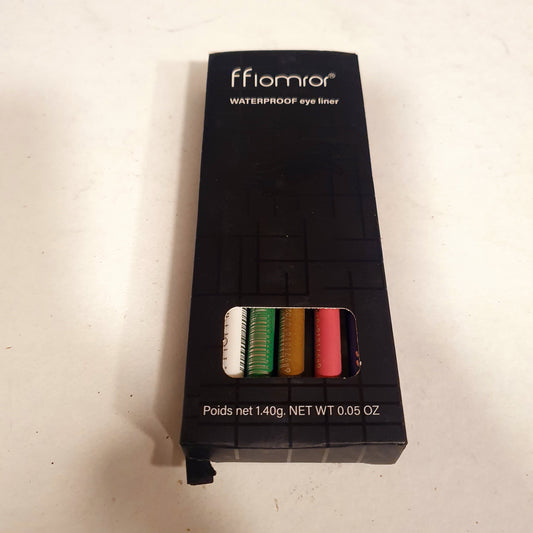 fflomror®
WATERPROOF eye liner
Poids net 1.40g. NET WT 0.05 OZ